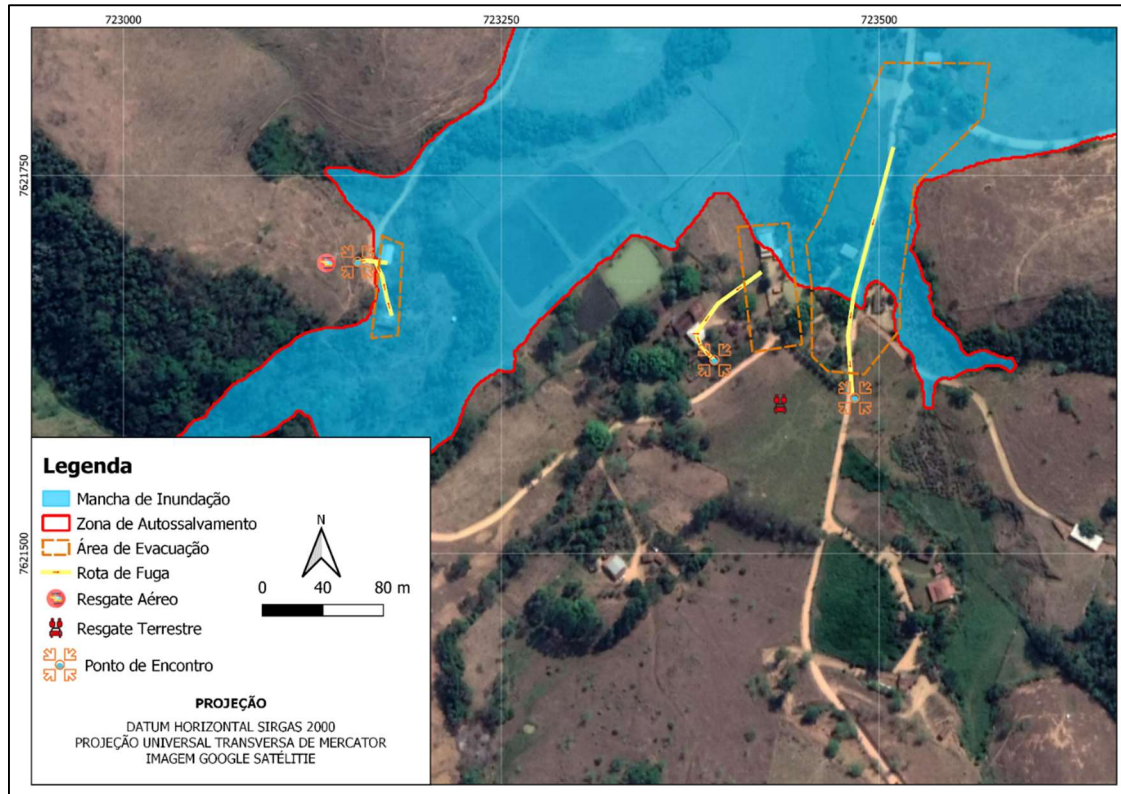 723000 723250 723500
7621750
7621500
Legenda
Mancha de Inundação
Zona de Autossalvamento
Área de Evacuação
Rota de Fuga
Resgate Aéreo
Resgate Terrestre
Ponto de Encontro
N
0 40 80 m
PROJEÇÃO
DATUM HORIZONTAL SIRGAS 2000
PROJEÇÃO UNIVERSAL TRANSVERSA DE MERCATOR
IMAGEM GOOGLE SATÉLITIE